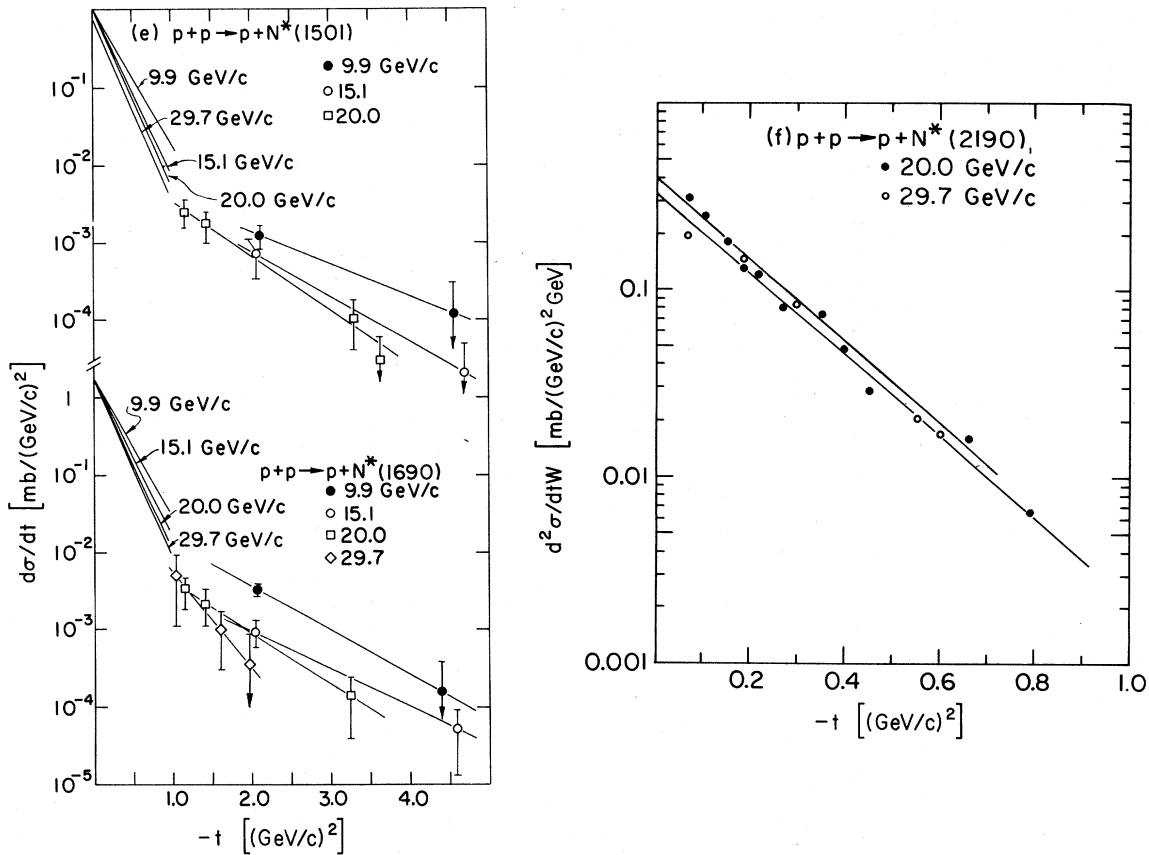 (e) p+p→p+N*(1501)
● 9.9 GeV/c
○ 15.1
□ 20.0
9.9 GeV/c
29.7 GeV/c
15.1 GeV/c
20.0 GeV/c
10⁻¹
10⁻²
10⁻³
10⁻⁴
dσ/dt [mb/(GeV/c)²]
1
10⁻¹
10⁻²
10⁻³
10⁻⁴
10⁻⁵
9.9 GeV/c
15.1 GeV/c
20.0 GeV/c
29.7 GeV/c
p+p→p+N*(1690)
● 9.9 GeV/c
○ 15.1
□ 20.0
◇ 29.7
1.0 2.0 3.0 4.0
-t [(GeV/c)²]
(f) p+p→p+N*(2190)
● 20.0 GeV/c
○ 29.7 GeV/c
d²σ/dtW [mb/(GeV/c)²GeV]
0.1
0.01
0.001
0.2 0.4 0.6 0.8 1.0
-t [(GeV/c)²]